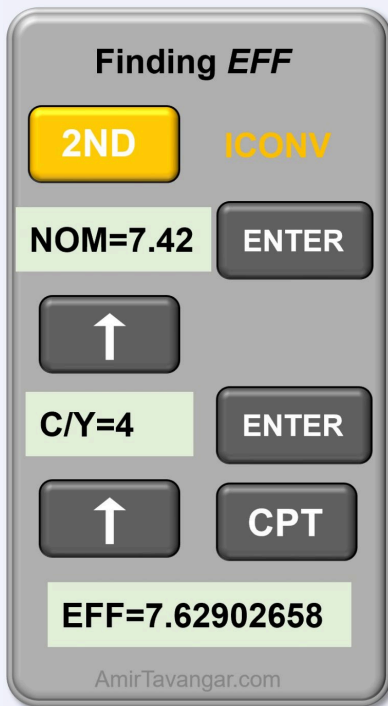 Finding EFF
2ND ICONV
NOM=7.42 ENTER
↑
C/Y=4 ENTER
↑ CPT
EFF=7.62902658
AmirTavangar.com